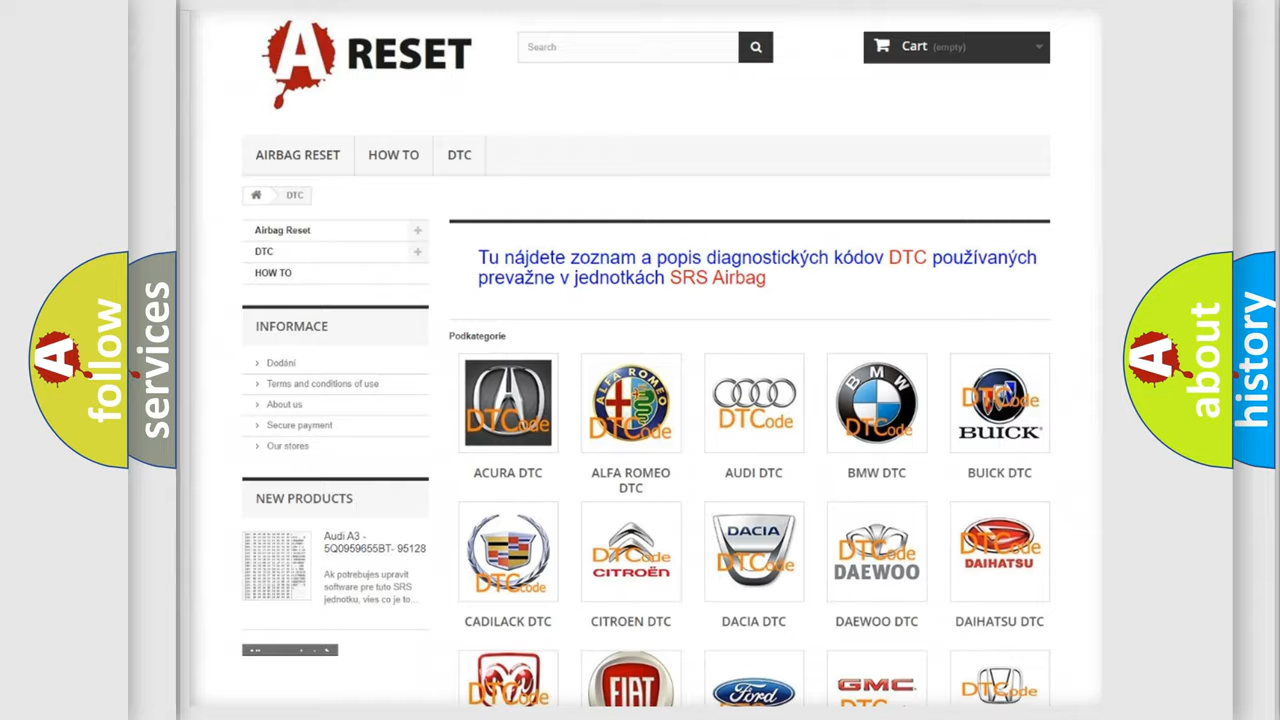 A RESET
Search
Cart (empty)
AIRBAG RESET
HOW TO
DTC
DTC
Airbag Reset
DTC
HOW TO
INFORMACE
Dodání
Terms and conditions of use
About us
Secure payment
Our stores
NEW PRODUCTS
Audi A3 -
5Q0959655BT- 95128
Ak potrebujes upravit
software pre tuto SRS
jednotku, vies co je to...
Tu nájdete zoznam a popis diagnostických kódov DTC používaných
prevažne v jednotkách SRS Airbag
Podkategorie
DTCode
ALFA ROMEO
DTCode
DTCode
BMW
DTCode
DTCode
BUICK
ACURA DTC
ALFA ROMEO
DTC
AUDI DTC
BMW DTC
BUICK DTC
DTCode
DTCode
CITROËN
DACIA
DTCode
DTCode
DAEWOO
DTCode
DAIHATSU
CADILACK DTC
CITROEN DTC
DACIA DTC
DAEWOO DTC
DAIHATSU DTC
DTCode
FIAT
Ford
GMC
DTCode
A
follow
services
A
about
history